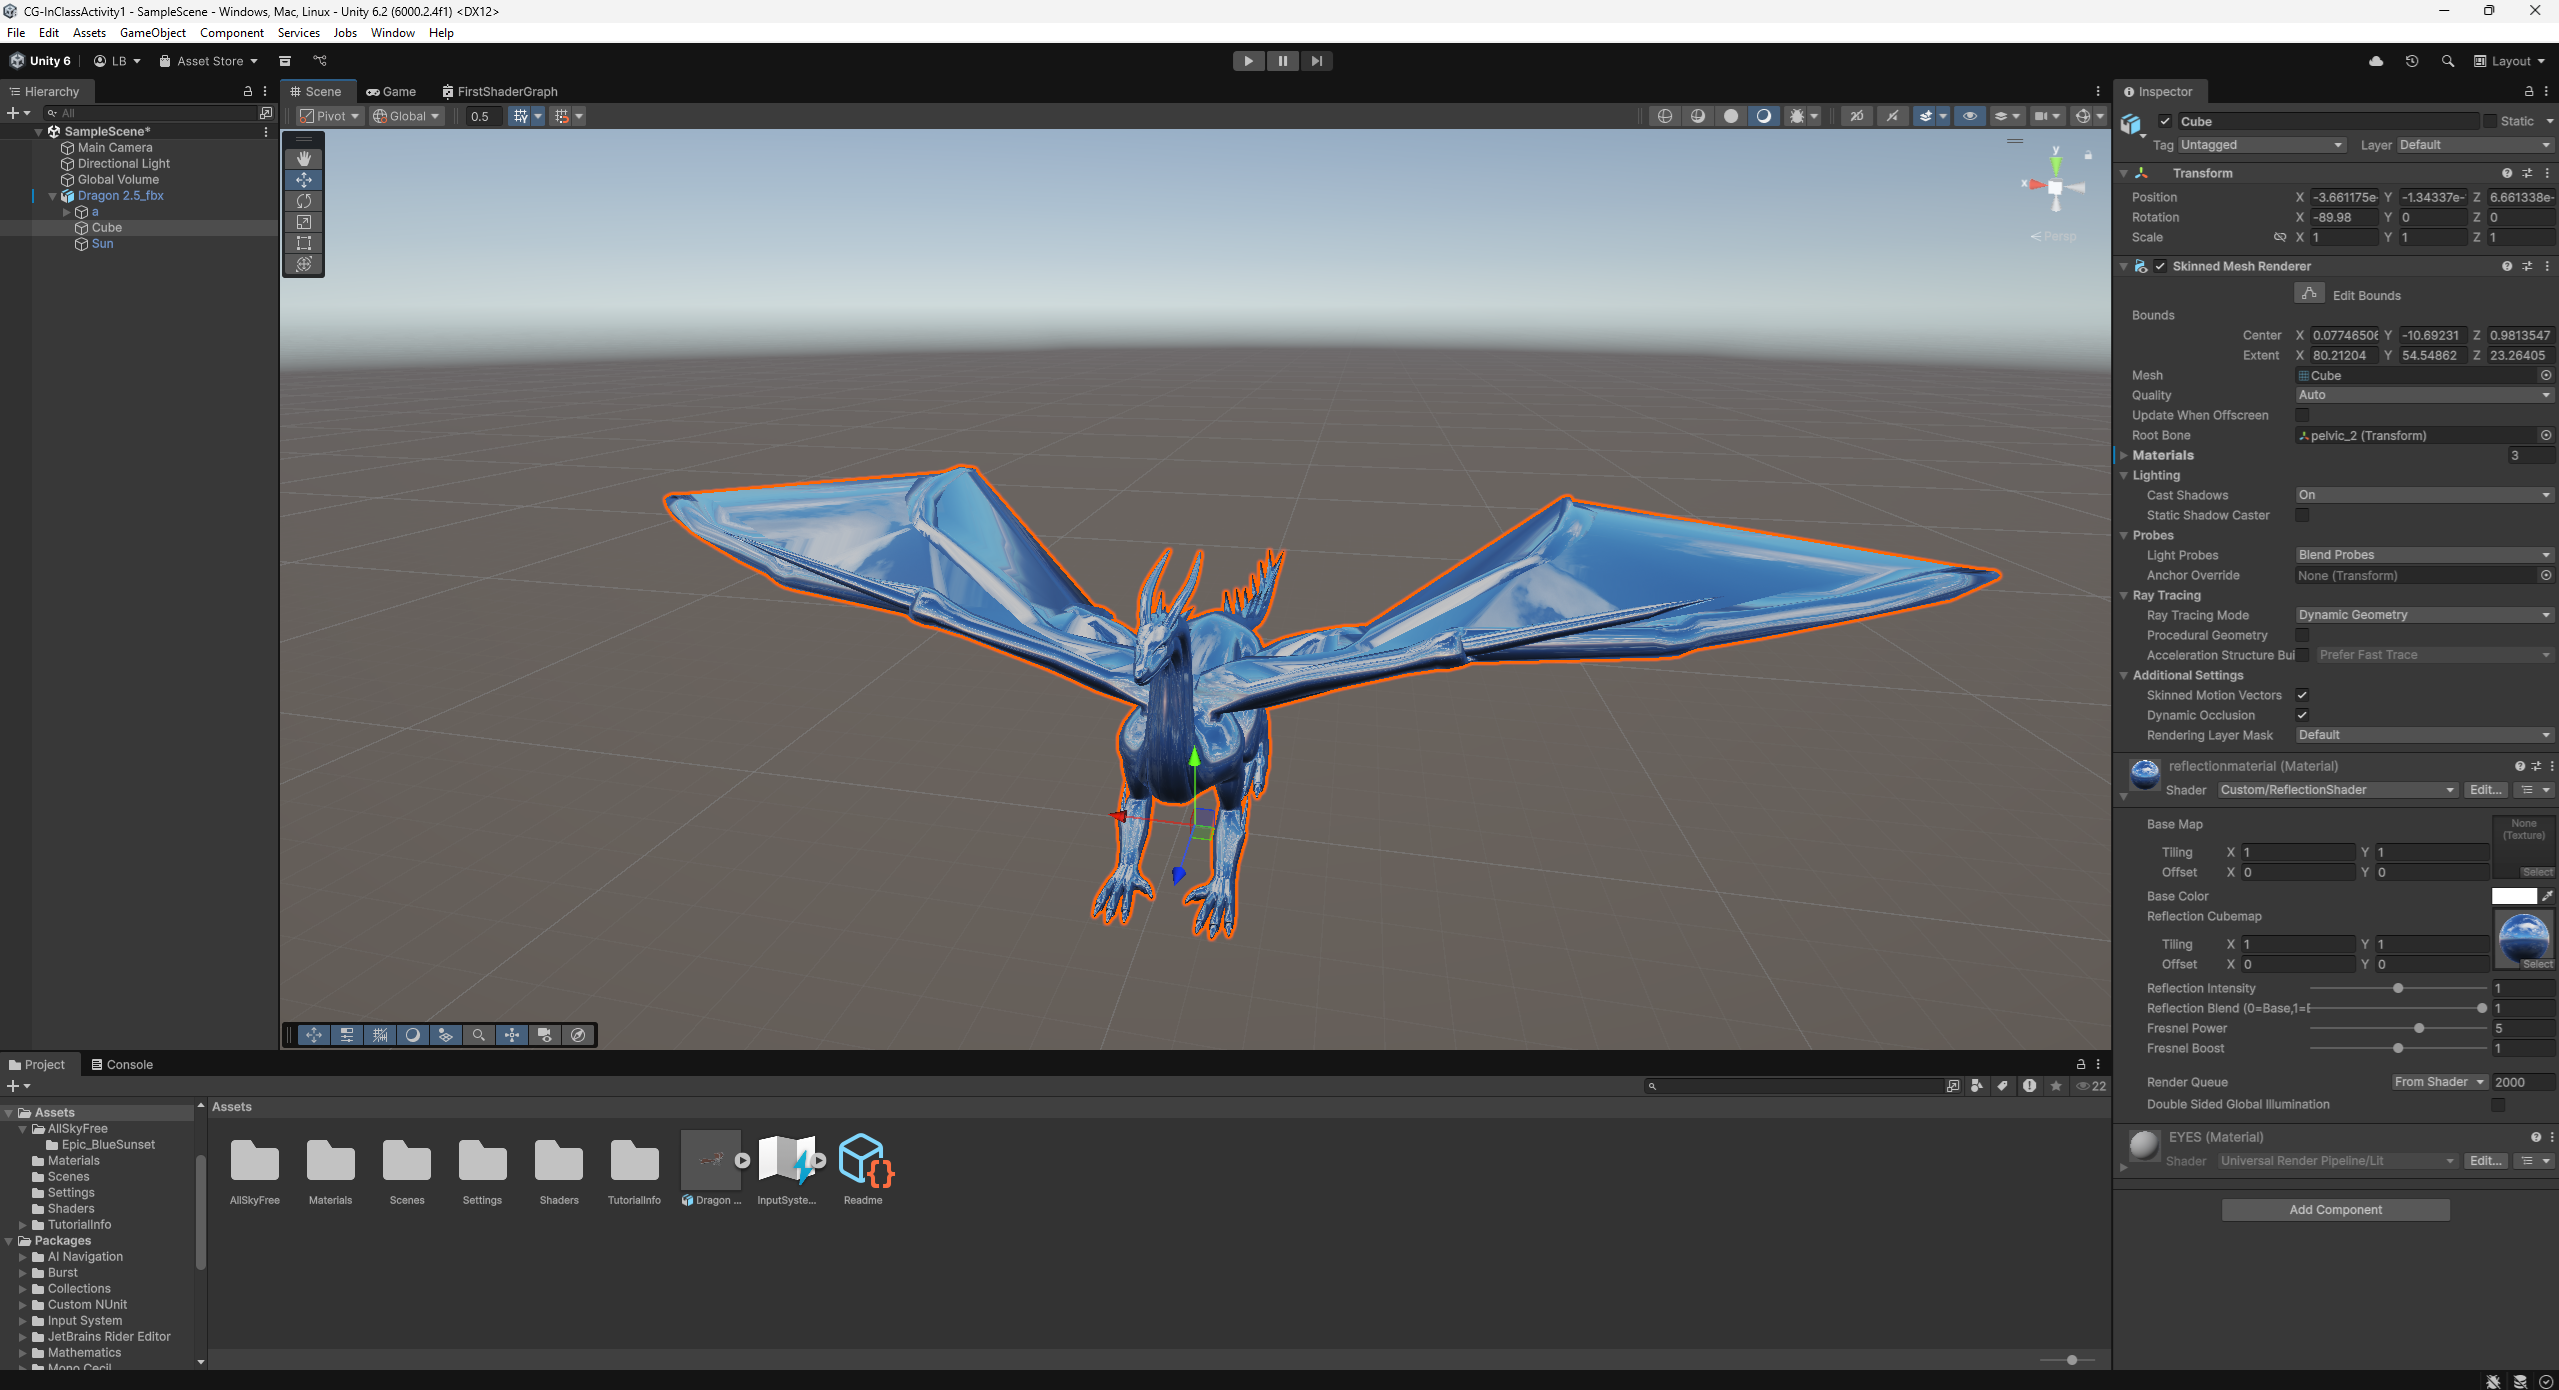 CG-InClassActivity1 - SampleScene - Windows, Mac, Linux - Unity 6.2 (6000.2.4f1) <DX12>
File Edit Assets GameObject Component Services Jobs Window Help
Unity 6 LB Asset Store Layout
Hierarchy
All
SampleScene*
Main Camera
Directional Light
Global Volume
Dragon 2.5_fbx
a
Cube
Sun
Scene Game FirstShaderGraph
Pivot Global 0.5 2D
y
x
Persp
Inspector
Cube Static
Tag Untagged Layer Default
Transform
Position X -3.661175e- Y -1.34337e- Z 6.661338e-
Rotation X -89.98 Y 0 Z 0
Scale X 1 Y 1 Z 1
Skinned Mesh Renderer
Edit Bounds
Bounds
Center X 0.07746506 Y -10.69231 Z 0.9813547
Extent X 80.21204 Y 54.54862 Z 23.26405
Mesh Cube
Quality Auto
Update When Offscreen
Root Bone pelvic_2 (Transform)
Materials 3
Lighting
Cast Shadows On
Static Shadow Caster
Probes
Light Probes Blend Probes
Anchor Override None (Transform)
Ray Tracing
Ray Tracing Mode Dynamic Geometry
Procedural Geometry
Acceleration Structure Bui Prefer Fast Trace
Additional Settings
Skinned Motion Vectors
Dynamic Occlusion
Rendering Layer Mask Default
reflectionmaterial (Material)
Shader Custom/ReflectionShader Edit...
Base Map None (Texture)
Tiling X 1 Y 1
Offset X 0 Y 0 Select
Base Color
Reflection Cubemap
Tiling X 1 Y 1
Offset X 0 Y 0 Select
Reflection Intensity 1
Reflection Blend (0=Base,1=E 1
Fresnel Power 5
Fresnel Boost 1
Render Queue From Shader 2000
Double Sided Global Illumination
EYES (Material)
Shader Universal Render Pipeline/Lit Edit...
Add Component
Project Console
22
Assets
AllSkyFree
Epic_BlueSunset
Materials
Scenes
Settings
Shaders
TutorialInfo
Packages
AI Navigation
Burst
Collections
Custom NUnit
Input System
JetBrains Rider Editor
Mathematics
Mono Cecil
Assets
AllSkyFree Materials Scenes Settings Shaders TutorialInfo Dragon ... InputSyste... Readme